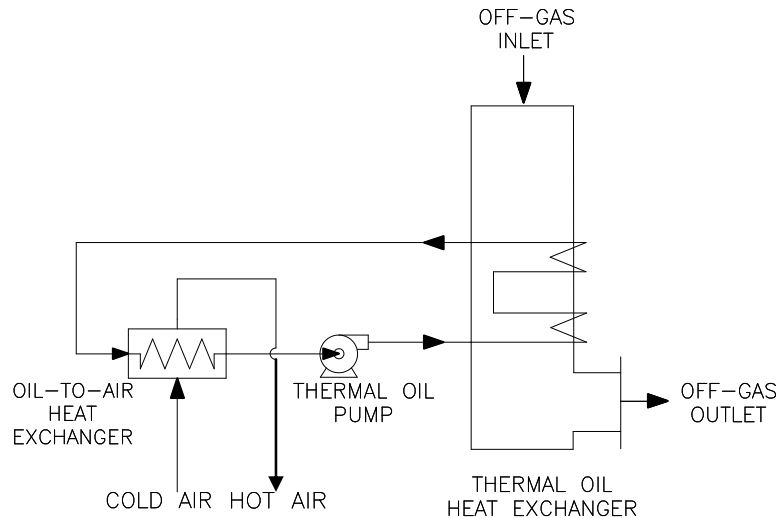 OFF-GAS
INLET
OIL-TO-AIR
HEAT
EXCHANGER
THERMAL OIL
PUMP
OFF-GAS
OUTLET
COLD AIR HOT AIR
THERMAL OIL
HEAT EXCHANGER